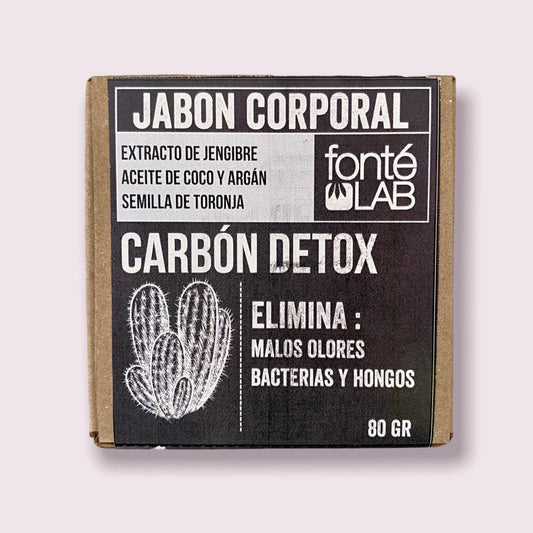 JABON CORPORAL
EXTRACTO DE JENGIBRE
ACEITE DE COCO Y ARGÁN
SEMILLA DE TORONJA
fonté
LAB
CARBÓN DETOX
ELIMINA :
MALOS OLORES
BACTERIAS Y HONGOS
80 GR